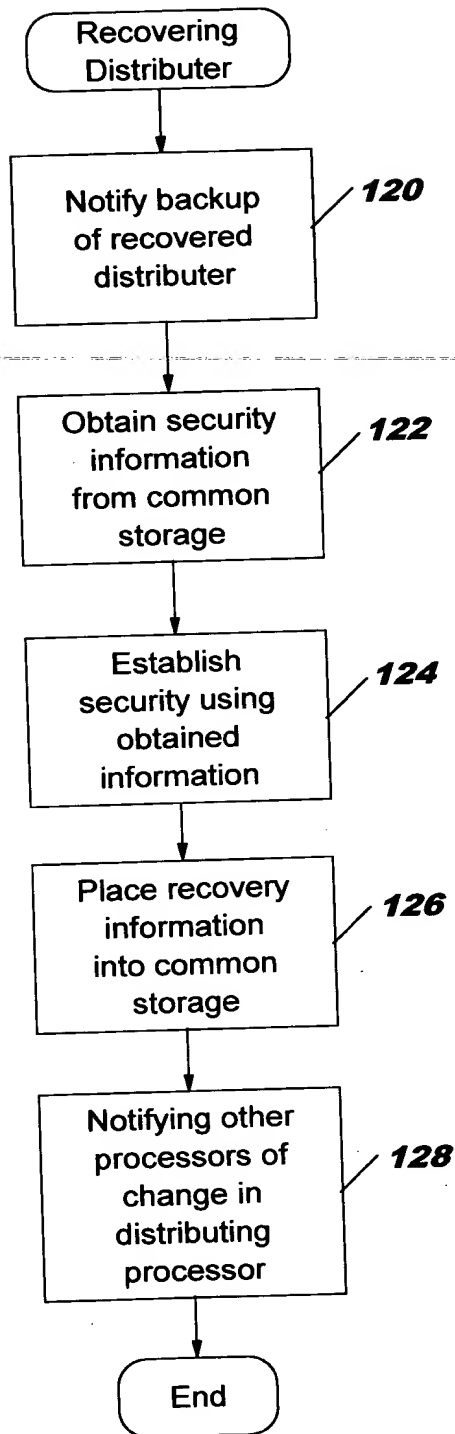 Recovering
Distributer
Notify backup
of recovered
distributer
120
Obtain security
information
from common
storage
122
Establish
security using
obtained
information
124
Place recovery
information
into common
storage
126
Notifying other
processors of
change in
distributing
processor
128
End